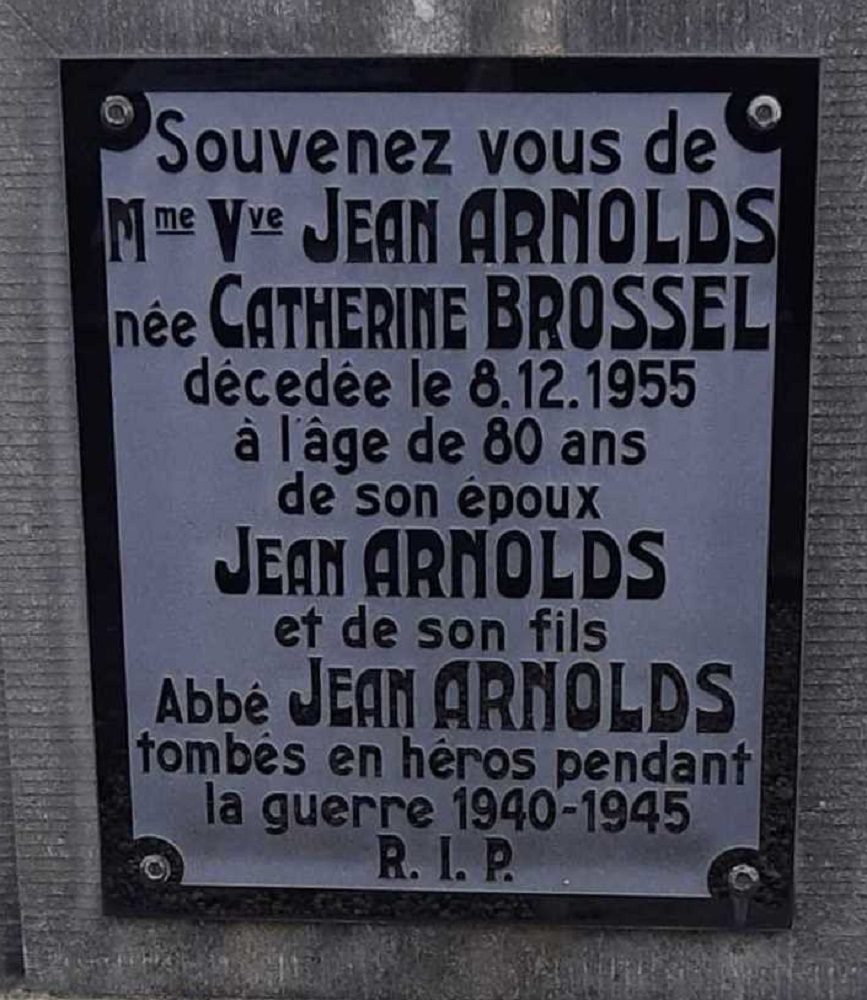 Souvenez vous de
Mme Vve JEAN ARNOLDS
née CATHERINE BROSSEL
décedée le 8.12.1955
à l'âge de 80 ans
de son époux
JEAN ARNOLDS
et de son fils
Abbé JEAN ARNOLDS
tombés en héros pendant
la guerre 1940-1945
R. I. P.